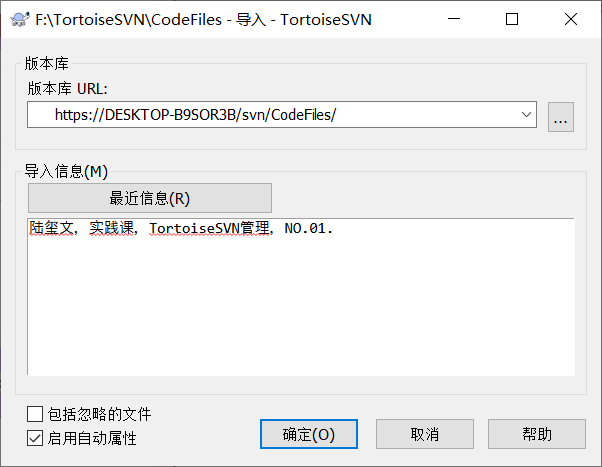 F:\TortoiseSVN\CodeFiles - 导入 - TortoiseSVN
版本库
版本库 URL:
https://DESKTOP-B9SOR3B/svn/CodeFiles/
...
导入信息(M)
最近信息(R)
陆玺文, 实践课, TortoiseSVN管理, NO.01.
包括忽略的文件
启用自动属性
确定(O) 取消 帮助